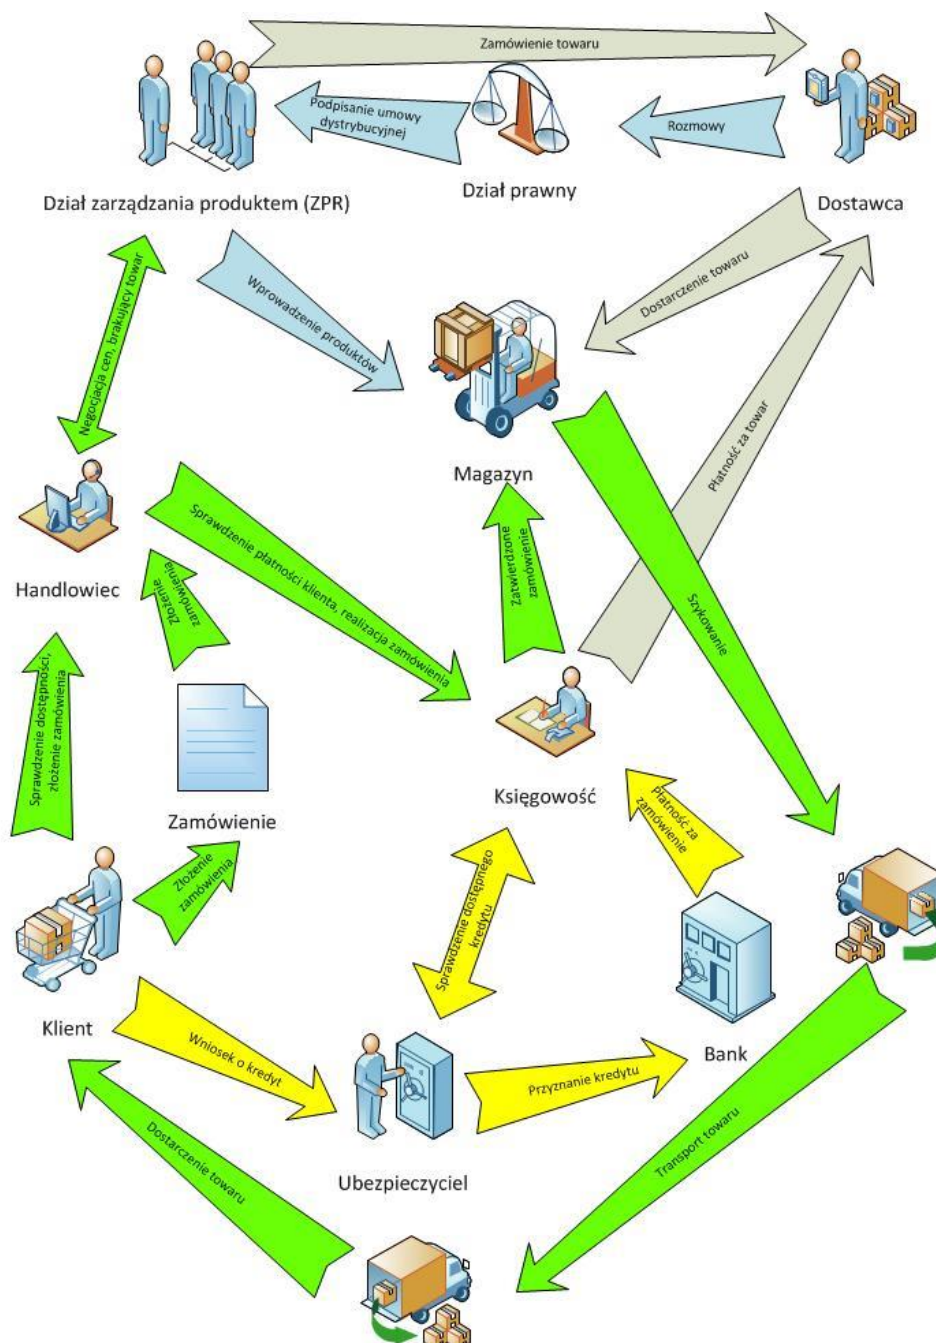 Zamówienie towaru
Podpisanie umowy
dystrybucyjnej
Rozmowy
Dział prawny
Dział zarządzania produktem (ZPR)
Dostawca
Dostarczenie towaru
Wprowadzenie produktów
Negocjacja cen, brakujący towar
Płatność za towar
Magazyn
Sprawdzenie płatności klienta, realizacja zamówienia
Zatwierdzone
zamówienie
Szykowanie
Handlowiec
Złożenie
zamówienia
Sprawdzenie dostępności,
złożenie zamówienia
Zamówienie
Księgowość
Płatność za
zamówienie
Złożenie
zamówienia
Sprawdzenie dostępnego
kredytu
Klient
Wniosek o kredyt
Bank
Przyznanie kredytu
Transport towaru
Dostarczenie towaru
Ubezpieczyciel